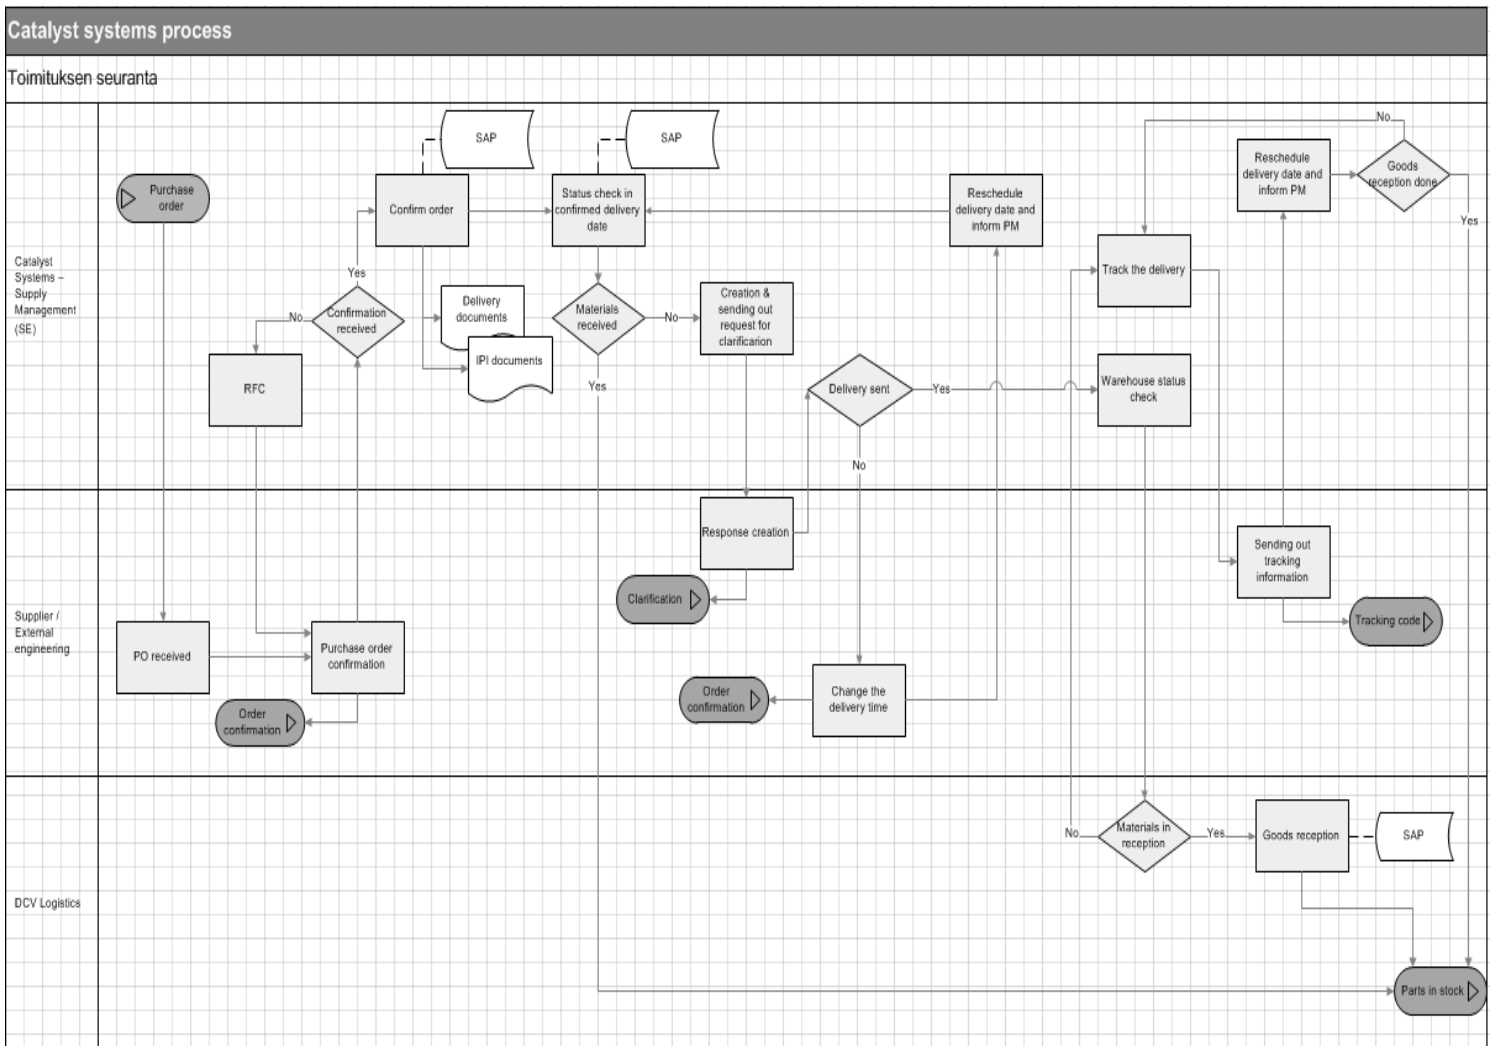 Catalyst systems process
Toimituksen seuranta
Catalyst
Systems –
Supply
Management
(SE)
Purchase
order
SAP
SAP
Confirm order
Status check in
confirmed delivery
date
Reschedule
delivery date and
inform PM
Reschedule
delivery date and
inform PM
Goods
reception done
No
Yes
Track the delivery
Yes
Confirmation
received
No
Delivery
documents
IPI documents
Materials
received
No
Yes
Creation &
sending out
request for
clarificarion
RFC
Delivery sent
Yes
No
Warehouse status
check
Supplier /
External
engineering
Response creation
Clarification
Sending out
tracking
information
Tracking code
PO received
Purchase order
confirmation
Order
confirmation
Order
confirmation
Change the
delivery time
DCV Logistics
No
Materials in
reception
Yes
Goods reception
SAP
Parts in stock